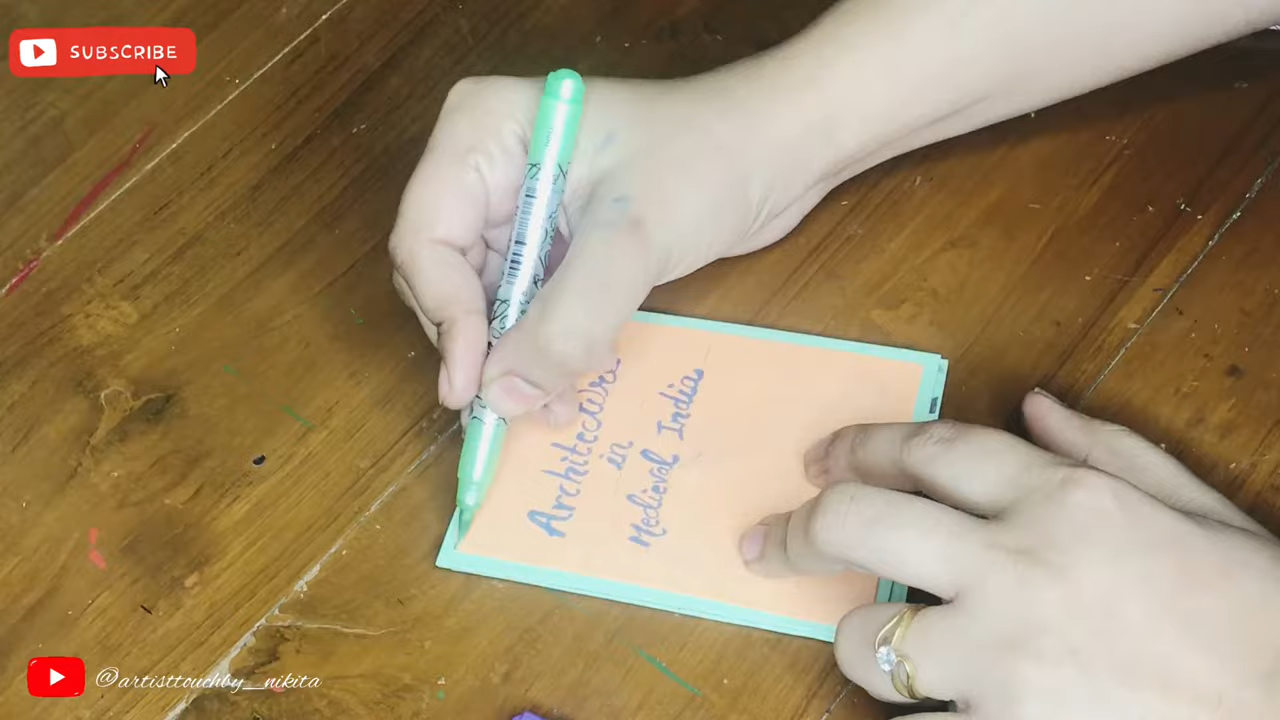 SUBSCRIBE
Architecture
in
Medieval India
@artisttouchby_nikita